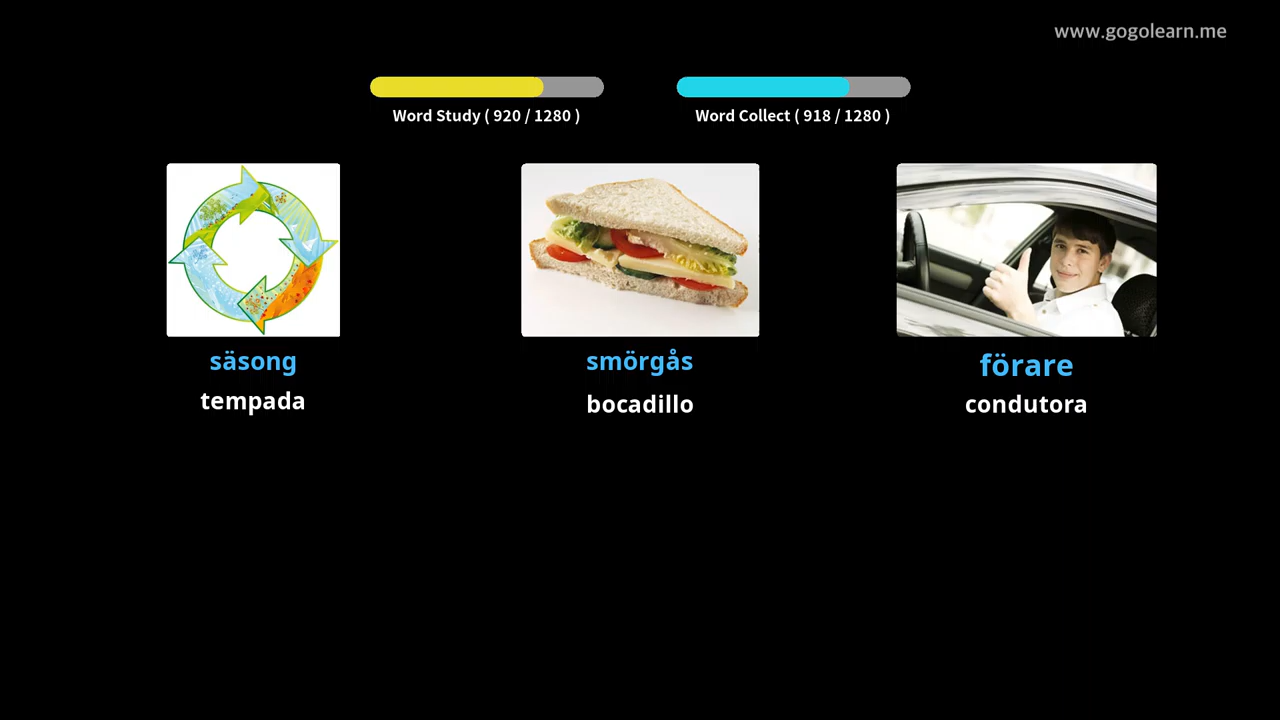 www.gogolearn.me
Word Study ( 920 / 1280 )
Word Collect ( 918 / 1280 )
säsong
smörgås
förare
tempada
bocadillo
condutora